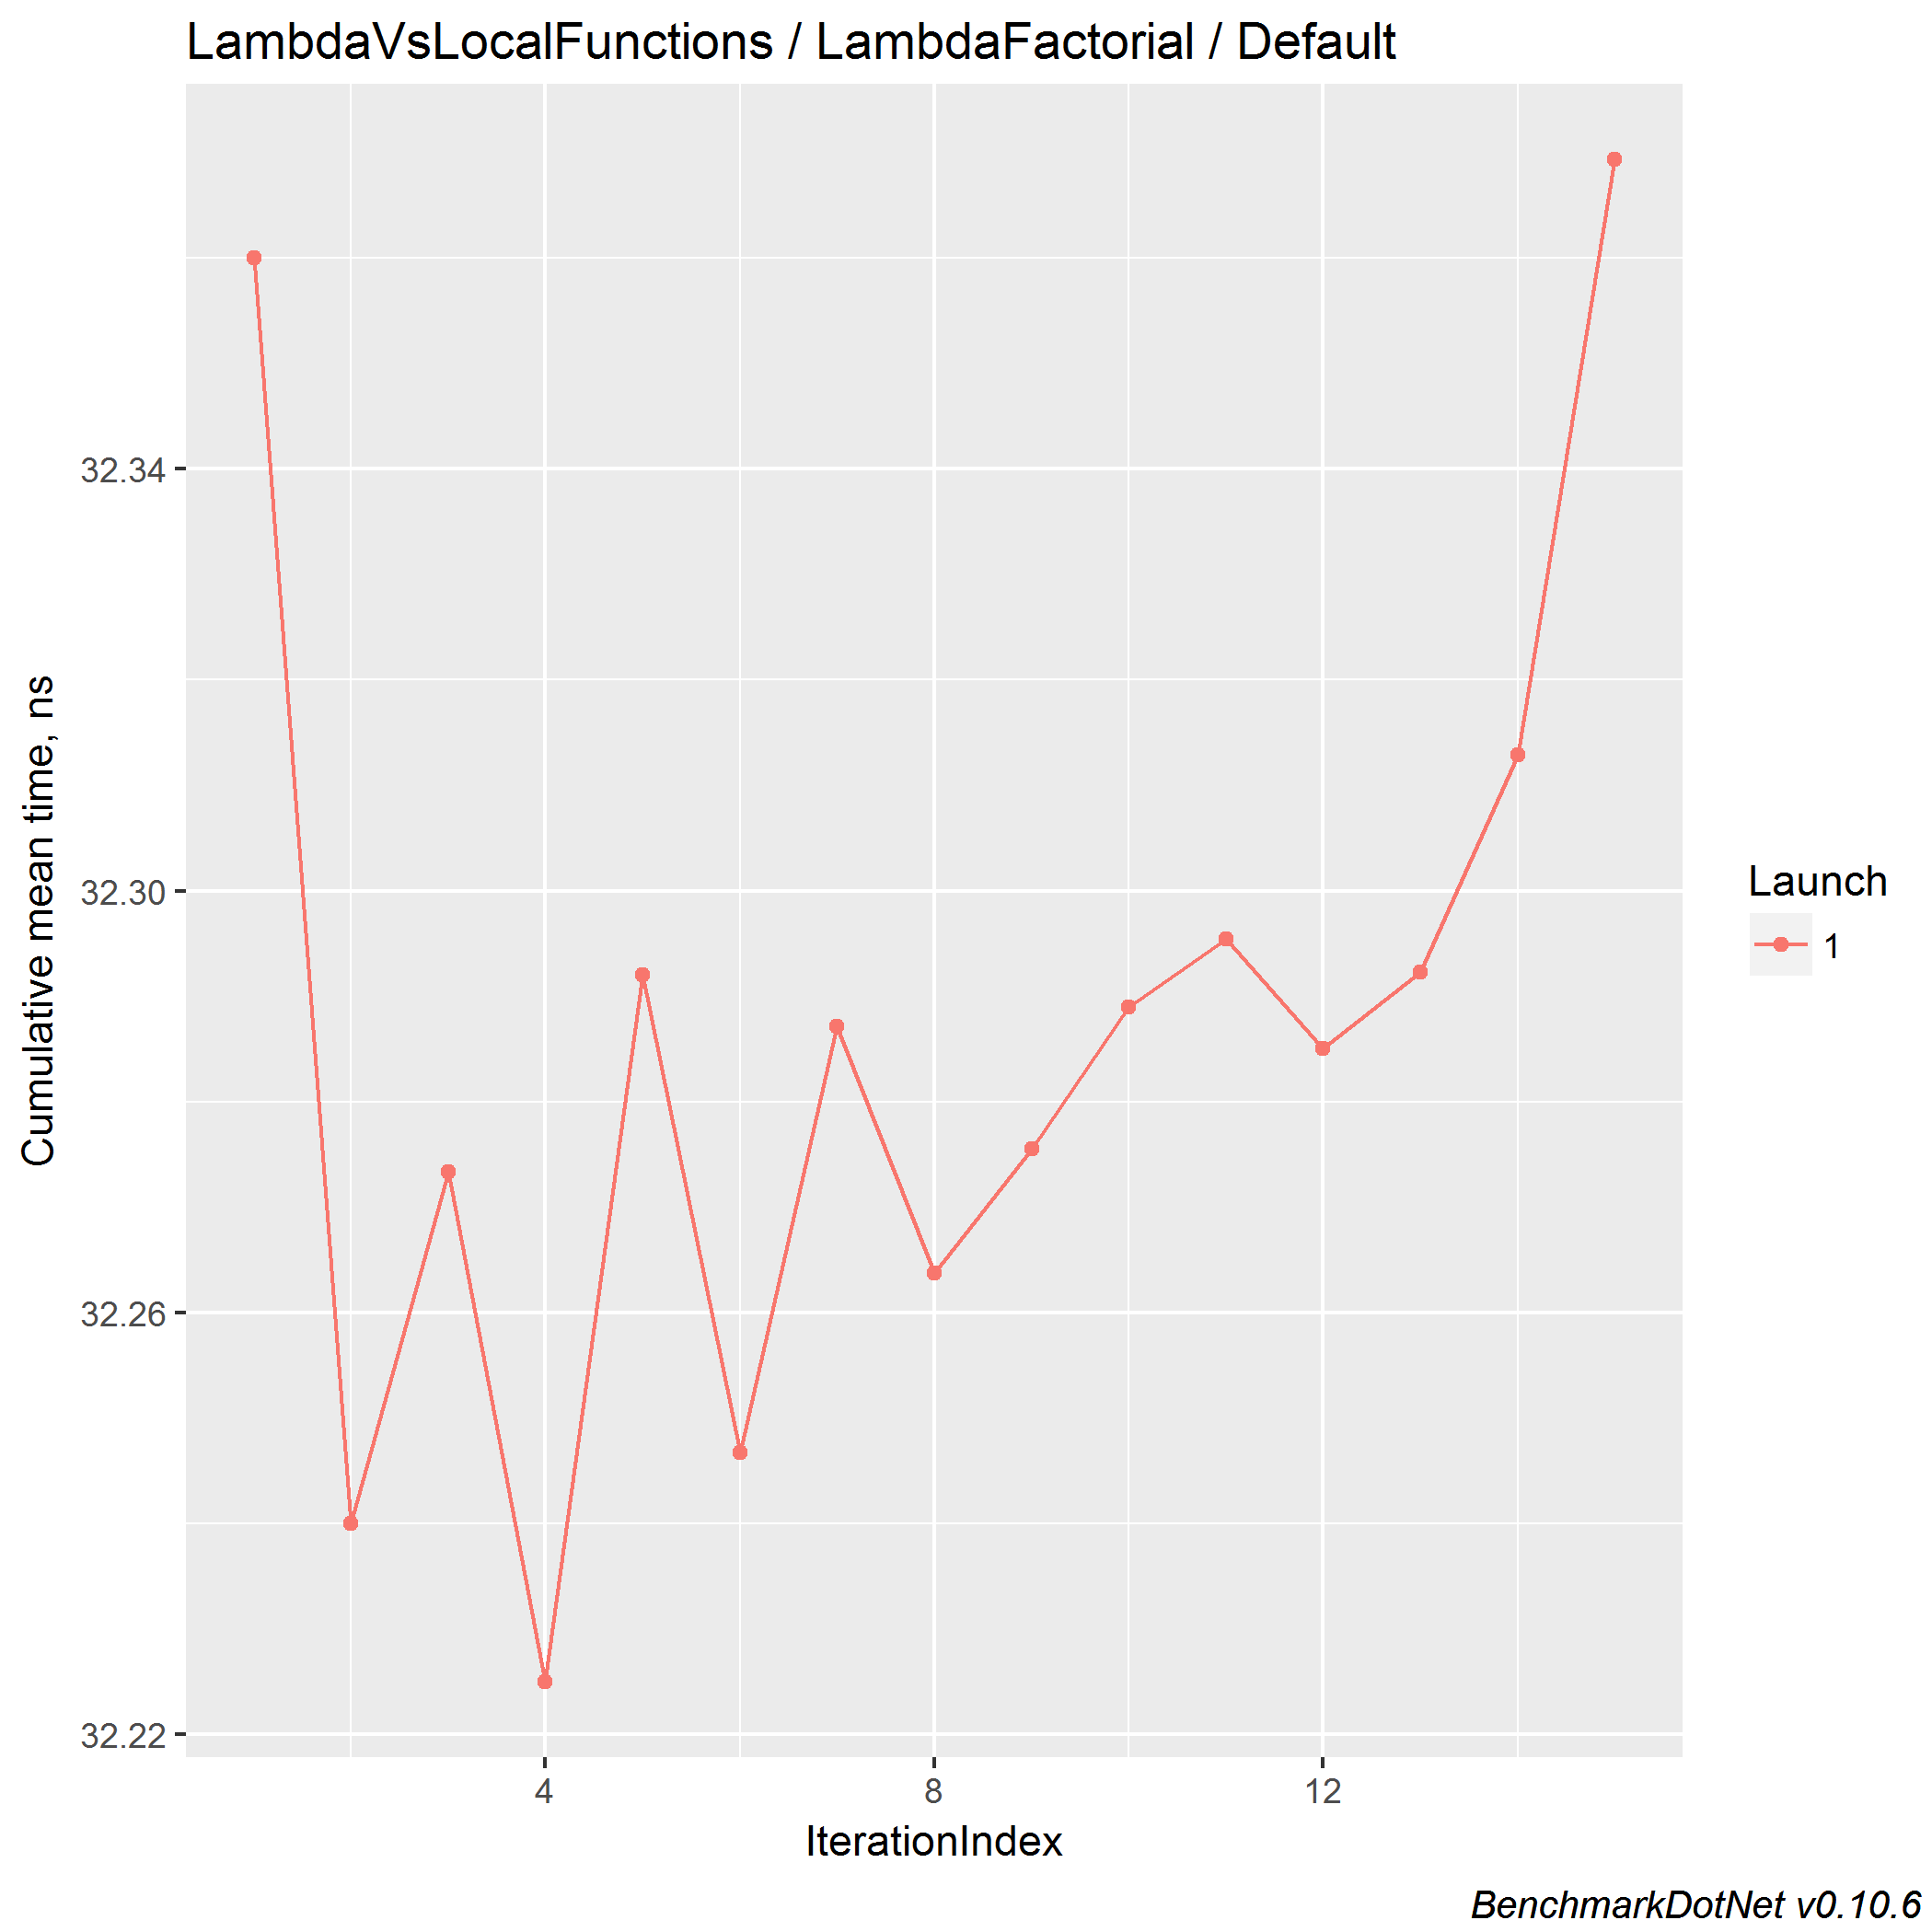 LambdaVsLocalFunctions / LambdaFactorial / Default
Cumulative mean time, ns
32.34
32.30
32.26
32.22
4 8 12
IterationIndex
Launch
1
BenchmarkDotNet v0.10.6